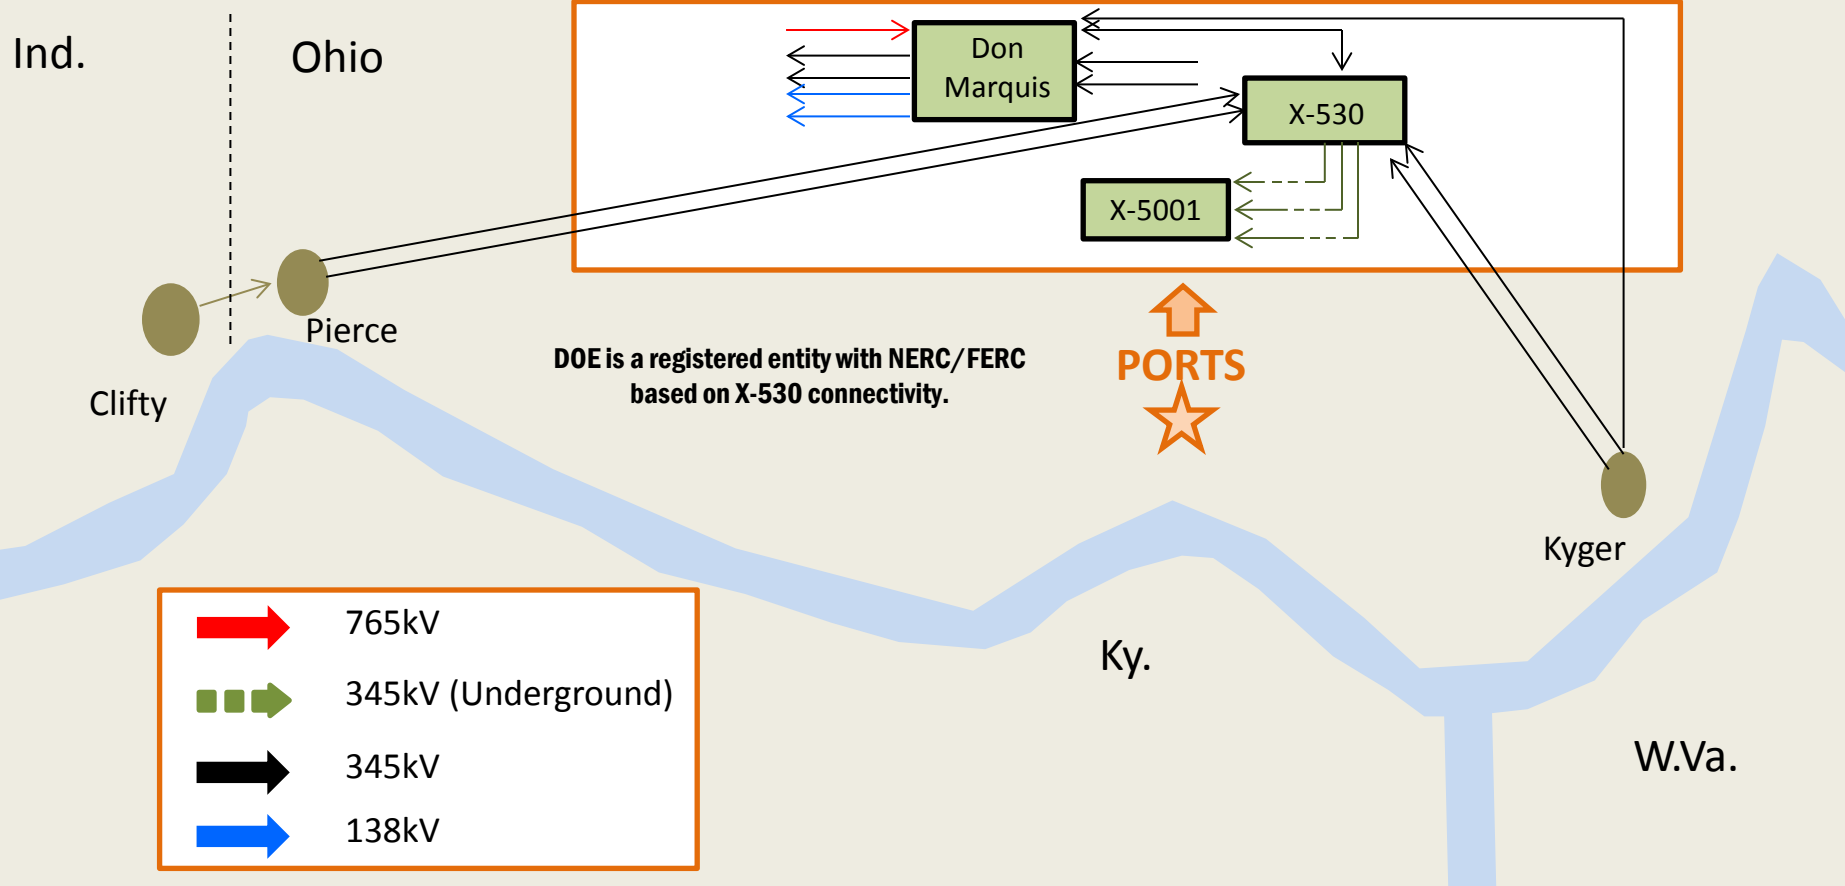 Ind.
Ohio
Don
Marquis
X-530
X-5001
Pierce
Clifty
DOE is a registered entity with NERC/FERC
based on X-530 connectivity.
PORTS
Kyger
765kV
345kV (Underground)
345kV
138kV
Ky.
W.Va.